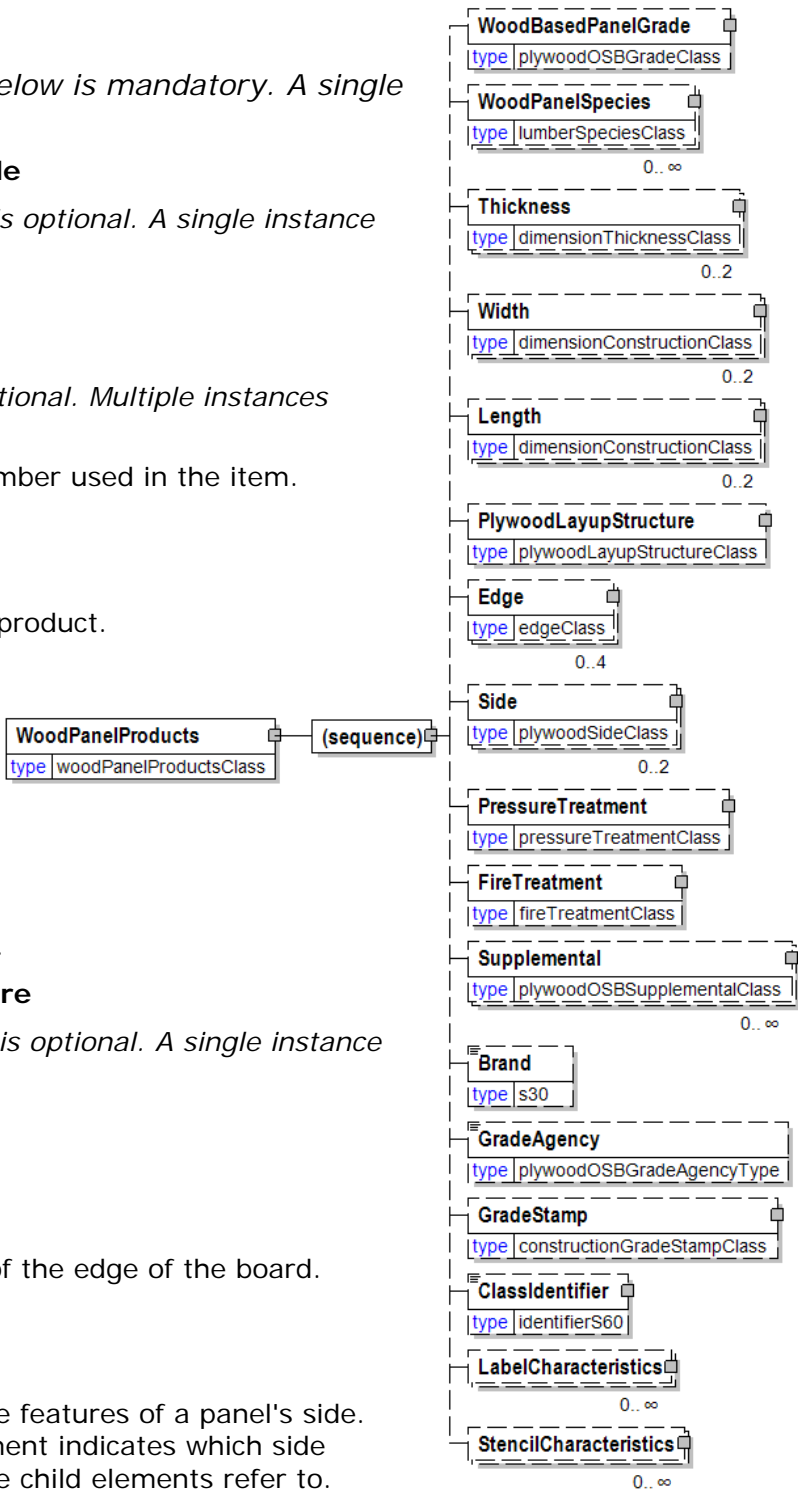 elow is mandatory. A single
le
is optional. A single instance
tional. Multiple instances
mber used in the item.
product.
.
re
is optional. A single instance
of the edge of the board.
e features of a panel's side.
nent indicates which side
e child elements refer to.
WoodPanelProducts
type woodPanelProductsClass
(sequence)
WoodBasedPanelGrade
type plywoodOSBGradeClass
WoodPanelSpecies
type lumberSpeciesClass
0..∞
Thickness
type dimensionThicknessClass
0..2
Width
type dimensionConstructionClass
0..2
Length
type dimensionConstructionClass
0..2
PlywoodLayupStructure
type plywoodLayupStructureClass
Edge
type edgeClass
0..4
Side
type plywoodSideClass
0..2
PressureTreatment
type pressureTreatmentClass
FireTreatment
type fireTreatmentClass
Supplemental
type plywoodOSBSupplementalClass
0..∞
Brand
type s30
GradeAgency
type plywoodOSBGradeAgencyType
GradeStamp
type constructionGradeStampClass
ClassIdentifier
type identifierS60
LabelCharacteristics
0..∞
StencilCharacteristics
0..∞